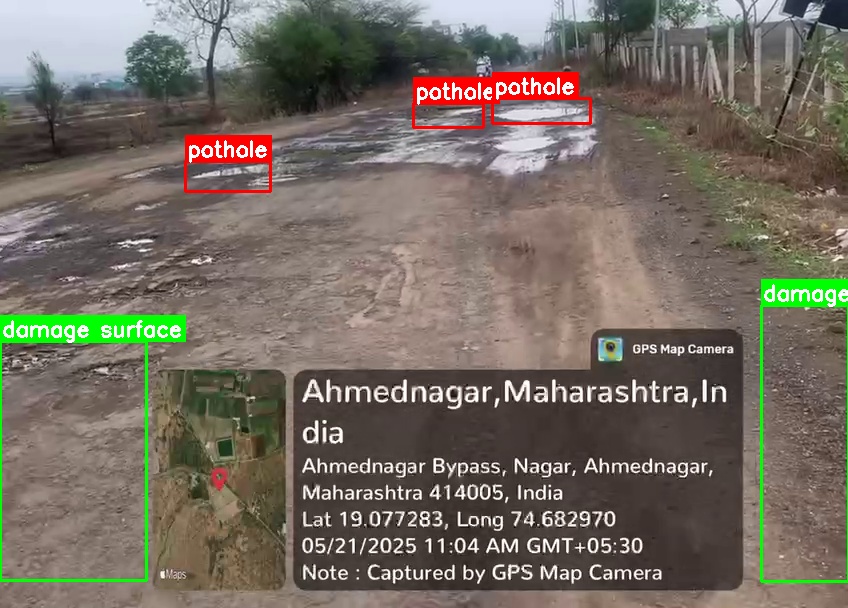 pothole
pothole
pothole
damage
damage surface
GPS Map Camera
Ahmednagar,Maharashtra,In
dia
Ahmednagar Bypass, Nagar, Ahmednagar,
Maharashtra 414005, India
Lat 19.077283, Long 74.682970
05/21/2025 11:04 AM GMT+05:30
Note : Captured by GPS Map Camera
Maps